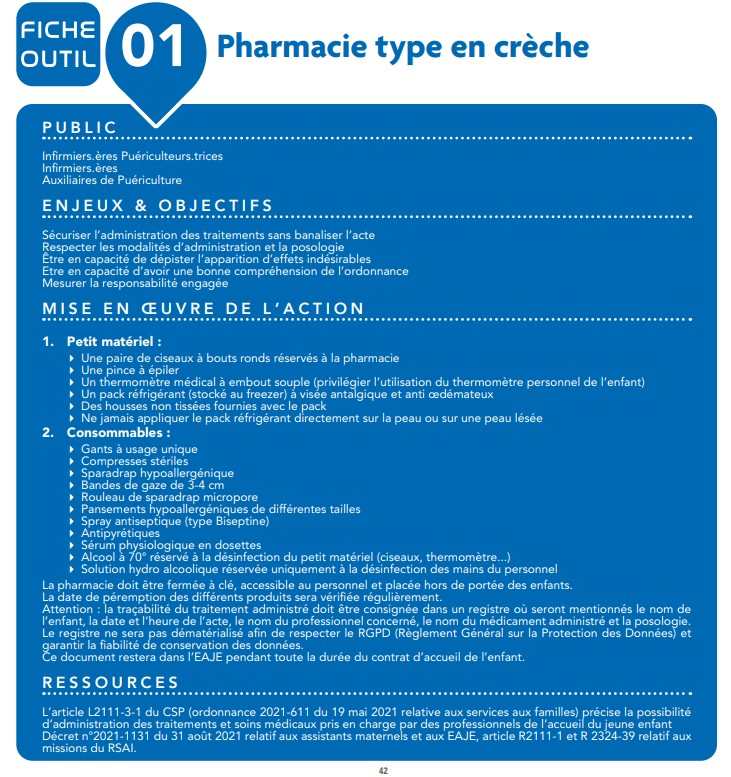 FICHE
OUTIL
01
Pharmacie type en crèche
PUBLIC
Infirmiers.ères Puériculteurs.trices
Infirmiers.ères
Auxiliaires de Puériculture
ENJEUX & OBJECTIFS
Sécuriser l'administration des traitements sans banaliser l'acte
Respecter les modalités d'administration et la posologie
Être en capacité de dépister l'apparition d'effets indésirables
Etre en capacité d'avoir une bonne compréhension de l'ordonnance
Mesurer la responsabilité engagée
MISE EN ŒUVRE DE L'ACTION
1. Petit matériel :
Une paire de ciseaux à bouts ronds réservés à la pharmacie
Une pince à épiler
Un thermomètre médical à embout souple (privilégier l'utilisation du thermomètre personnel de l'enfant)
Un pack réfrigérant (stocké au freezer) à visée antalgique et anti œdémateux
Des housses non tissées fournies avec le pack
Ne jamais appliquer le pack réfrigérant directement sur la peau ou sur une peau lésée
2. Consommables :
Gants à usage unique
Compresses stériles
Sparadrap hypoallergénique
Bandes de gaze de 3-4 cm
Rouleau de sparadrap micropore
Pansements hypoallergéniques de différentes tailles
Spray antiseptique (type Biseptine)
Antipyrétiques
Sérum physiologique en dosettes
Alcool à 70° réservé à la désinfection du petit matériel (ciseaux, thermomètre...)
Solution hydro alcoolique réservée uniquement à la désinfection des mains du personnel
La pharmacie doit être fermée à clé, accessible au personnel et placée hors de portée des enfants.
La date de péremption des différents produits sera vérifiée régulièrement.
Attention : la traçabilité du traitement administré doit être consignée dans un registre où seront mentionnés le nom de
l'enfant, la date et l'heure de l'acte, le nom du professionnel concerné, le nom du médicament administré et la posologie.
Le registre ne sera pas dématérialisé afin de respecter le RGPD (Règlement Général sur la Protection des Données) et
garantir la fiabilité de conservation des données.
Ce document restera dans l'EAJE pendant toute la durée du contrat d'accueil de l'enfant.
RESSOURCES
L'article L2111-3-1 du CSP (ordonnance 2021-611 du 19 mai 2021 relative aux services aux familles) précise la possibilité
d'administration des traitements et soins médicaux pris en charge par des professionnels de l'accueil du jeune enfant
Décret n°2021-1131 du 31 août 2021 relatif aux assistants maternels et aux EAJE, article R2111-1 et R 2324-39 relatif aux
missions du RSAI.
42